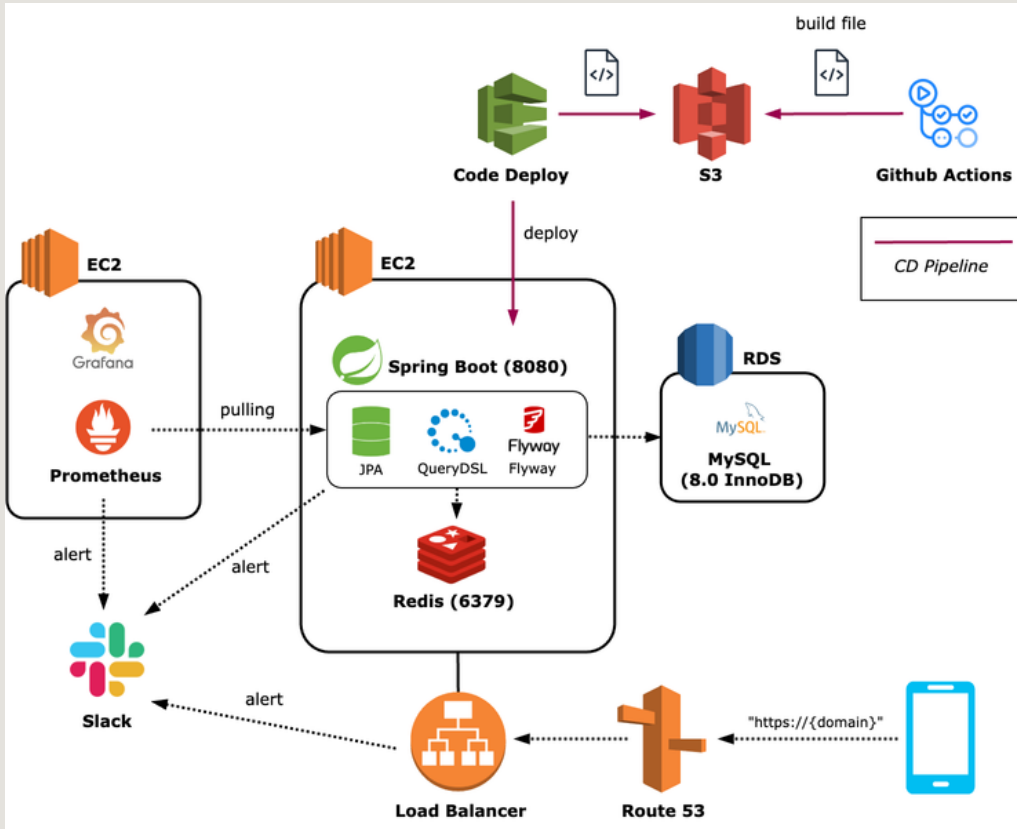 build file
Code Deploy
S3
Github Actions
deploy
CD Pipeline
EC2
EC2
Grafana
Spring Boot (8080)
RDS
pulling
JPA
QueryDSL
Flyway
Flyway
MySQL
MySQL
(8.0 InnoDB)
Prometheus
alert
alert
Redis (6379)
Slack
alert
"https://{domain}"
Load Balancer
Route 53